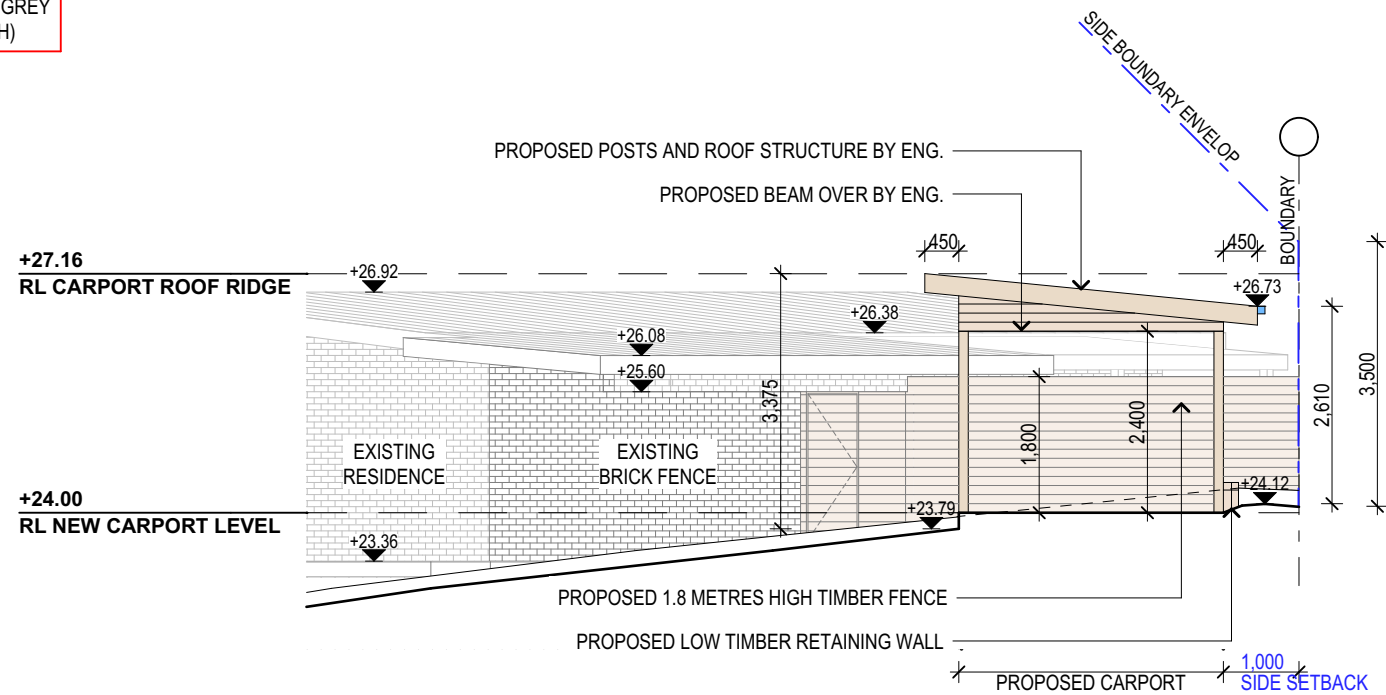 GREY
H)
SIDE BOUNDARY ENVELOP
PROPOSED POSTS AND ROOF STRUCTURE BY ENG.
PROPOSED BEAM OVER BY ENG.
BOUNDARY
450
450
+27.16
RL CARPORT ROOF RIDGE
+26.92
+26.73
+26.38
+26.08
+25.60
3,375
1,800
2,400
2,610
3,500
EXISTING
RESIDENCE
EXISTING
BRICK FENCE
+24.00
RL NEW CARPORT LEVEL
+23.79
+24.12
+23.36
PROPOSED 1.8 METRES HIGH TIMBER FENCE
PROPOSED LOW TIMBER RETAINING WALL
PROPOSED CARPORT
1,000
SIDE SETBACK